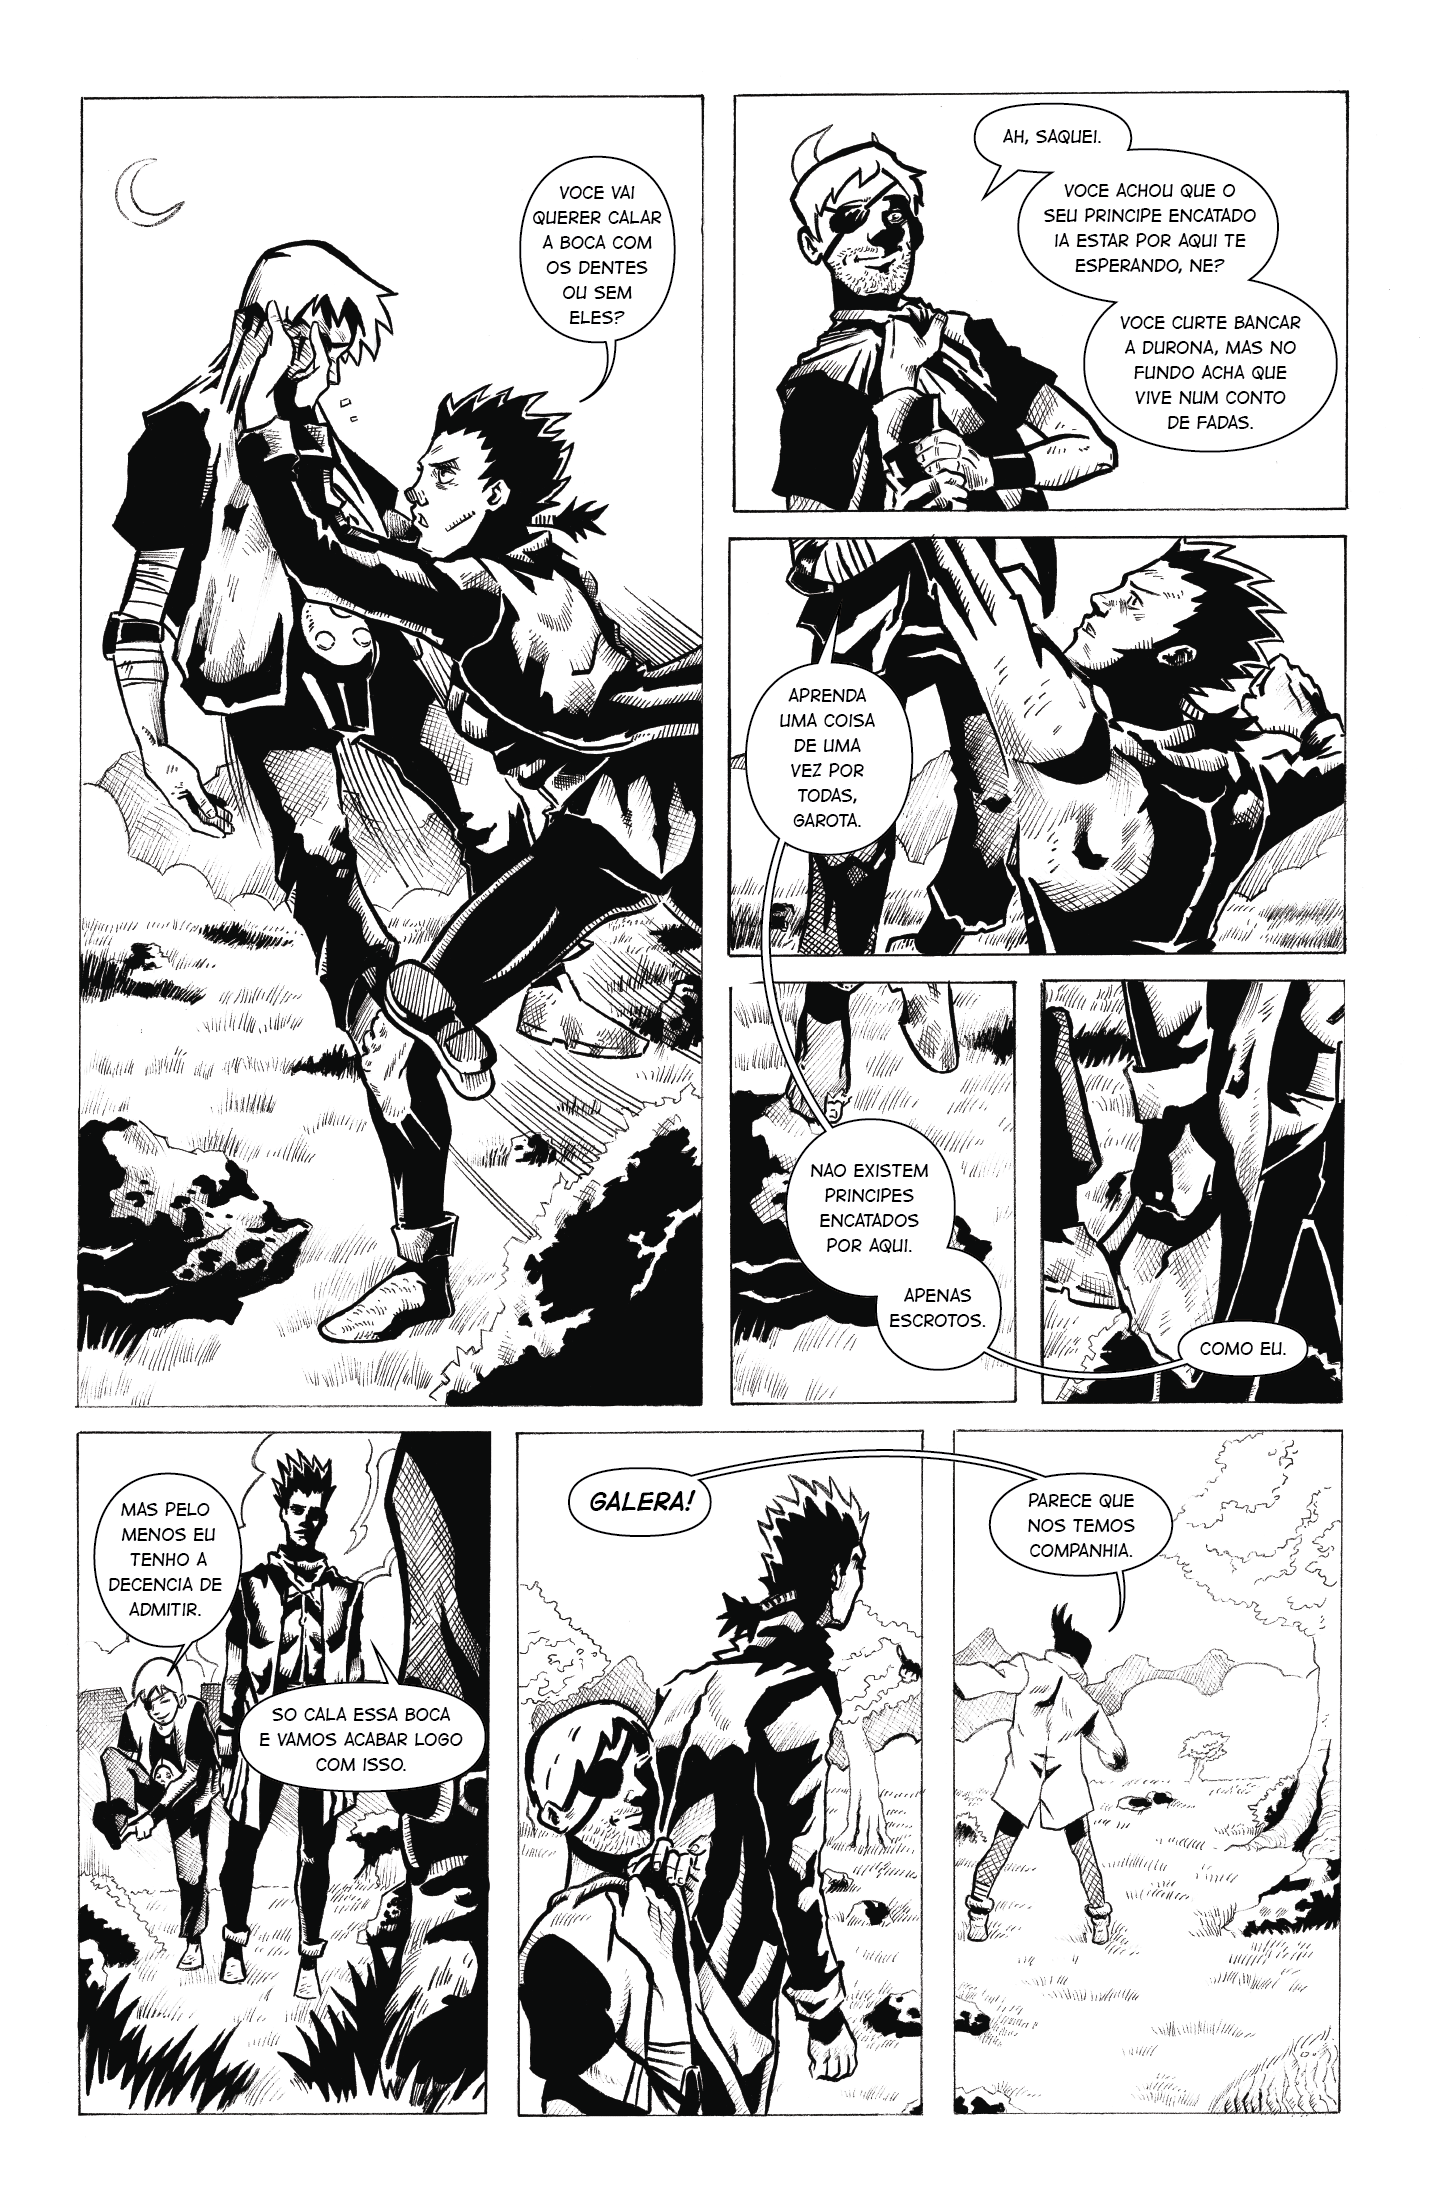 VOCE VAI
QUERER CALAR
A BOCA COM
OS DENTES
OU SEM
ELES?
AH, SAQUEI.
VOCE ACHOU QUE O
SEU PRINCIPE ENCATADO
IA ESTAR POR AQUI TE
ESPERANDO, NE?
VOCE CURTE BANCAR
A DURONA, MAS NO
FUNDO ACHA QUE
VIVE NUM CONTO
DE FADAS.
APRENDA
UMA COISA
DE UMA
VEZ POR
TODAS,
GAROTA.
NAO EXISTEM
PRINCIPES
ENCATADOS
POR AQUI.
APENAS
ESCROTOS.
COMO EU.
MAS PELO
MENOS EU
TENHO A
DECENCIA DE
ADMITIR.
SO CALA ESSA BOCA
E VAMOS ACABAR LOGO
COM ISSO.
GALERA!
PARECE QUE
NOS TEMOS
COMPANHIA.